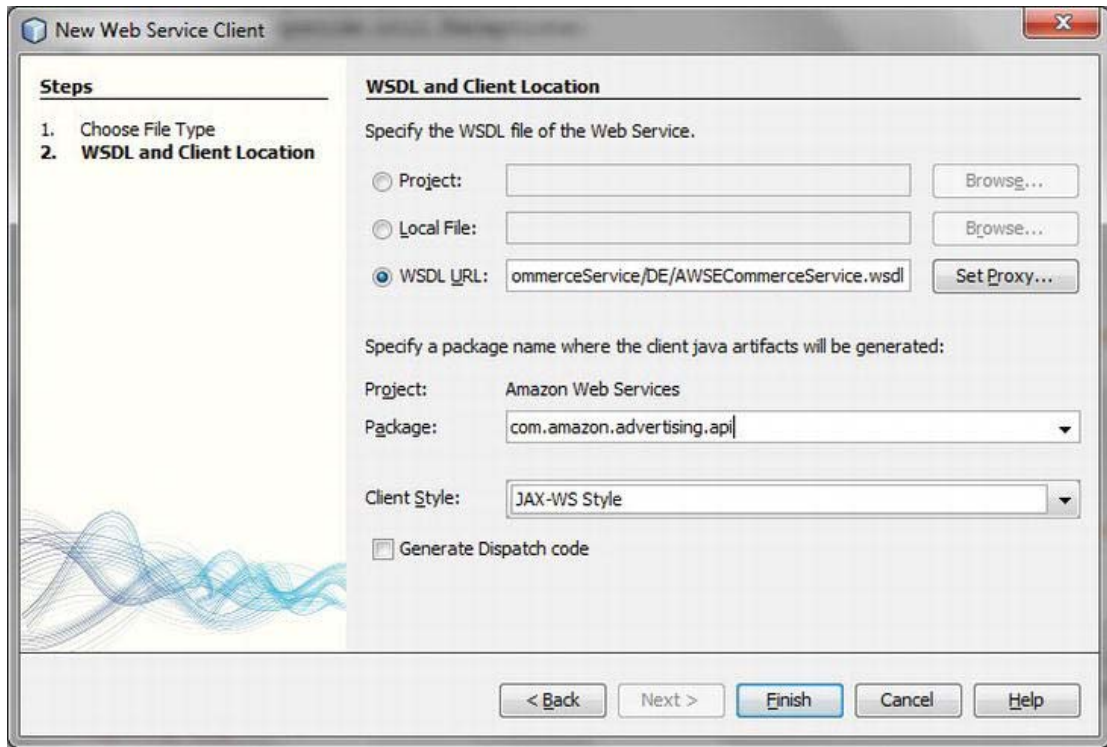 New Web Service Client
Steps
1. Choose File Type
2. WSDL and Client Location
WSDL and Client Location
Specify the WSDL file of the Web Service.
Project: Browse...
Local File: Browse...
WSDL URL: ommerceService/DE/AWSECommerceService.wsdl Set Proxy...
Specify a package name where the client java artifacts will be generated:
Project: Amazon Web Services
Package: com.amazon.advertising.api
Client Style: JAX-WS Style
Generate Dispatch code
< Back Next > Finish Cancel Help